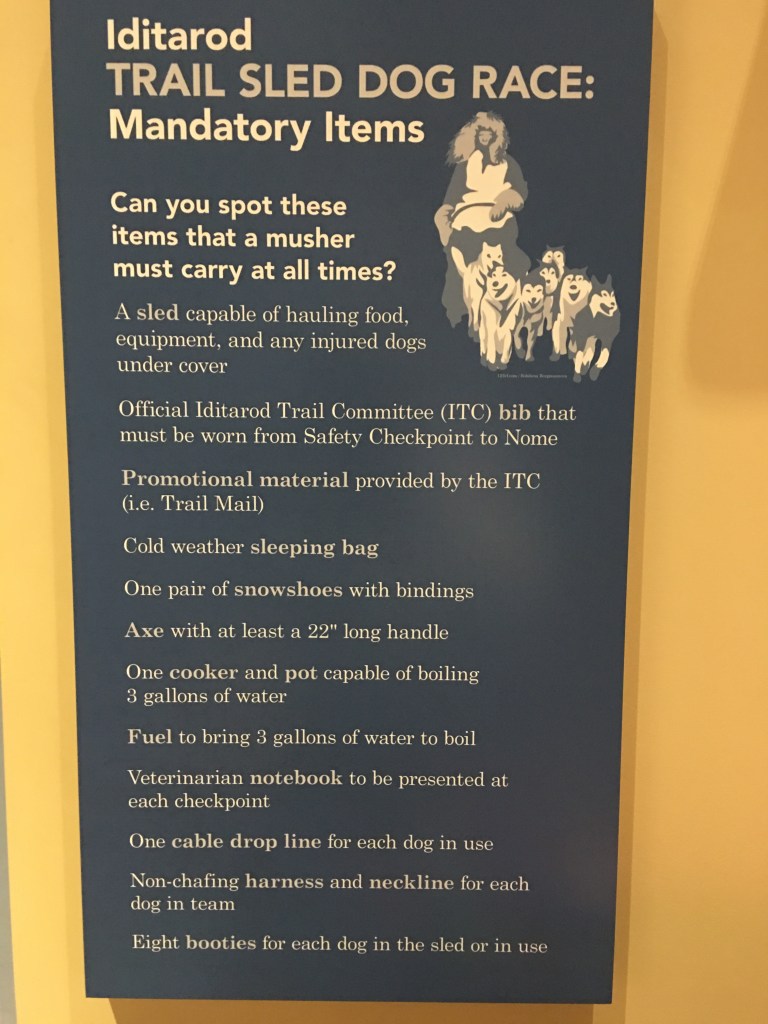 Iditarod
TRAIL SLED DOG RACE:
Mandatory Items
Can you spot these
items that a musher
must carry at all times?
A sled capable of hauling food,
equipment, and any injured dogs
under cover
Official Iditarod Trail Committee (ITC) bib that
must be worn from Safety Checkpoint to Nome
Promotional material provided by the ITC
(i.e. Trail Mail)
Cold weather sleeping bag
One pair of snowshoes with bindings
Axe with at least a 22" long handle
One cooker and pot capable of boiling
3 gallons of water
Fuel to bring 3 gallons of water to boil
Veterinarian notebook to be presented at
each checkpoint
One cable drop line for each dog in use
Non-chafing harness and neckline for each
dog in team
Eight booties for each dog in the sled or in use